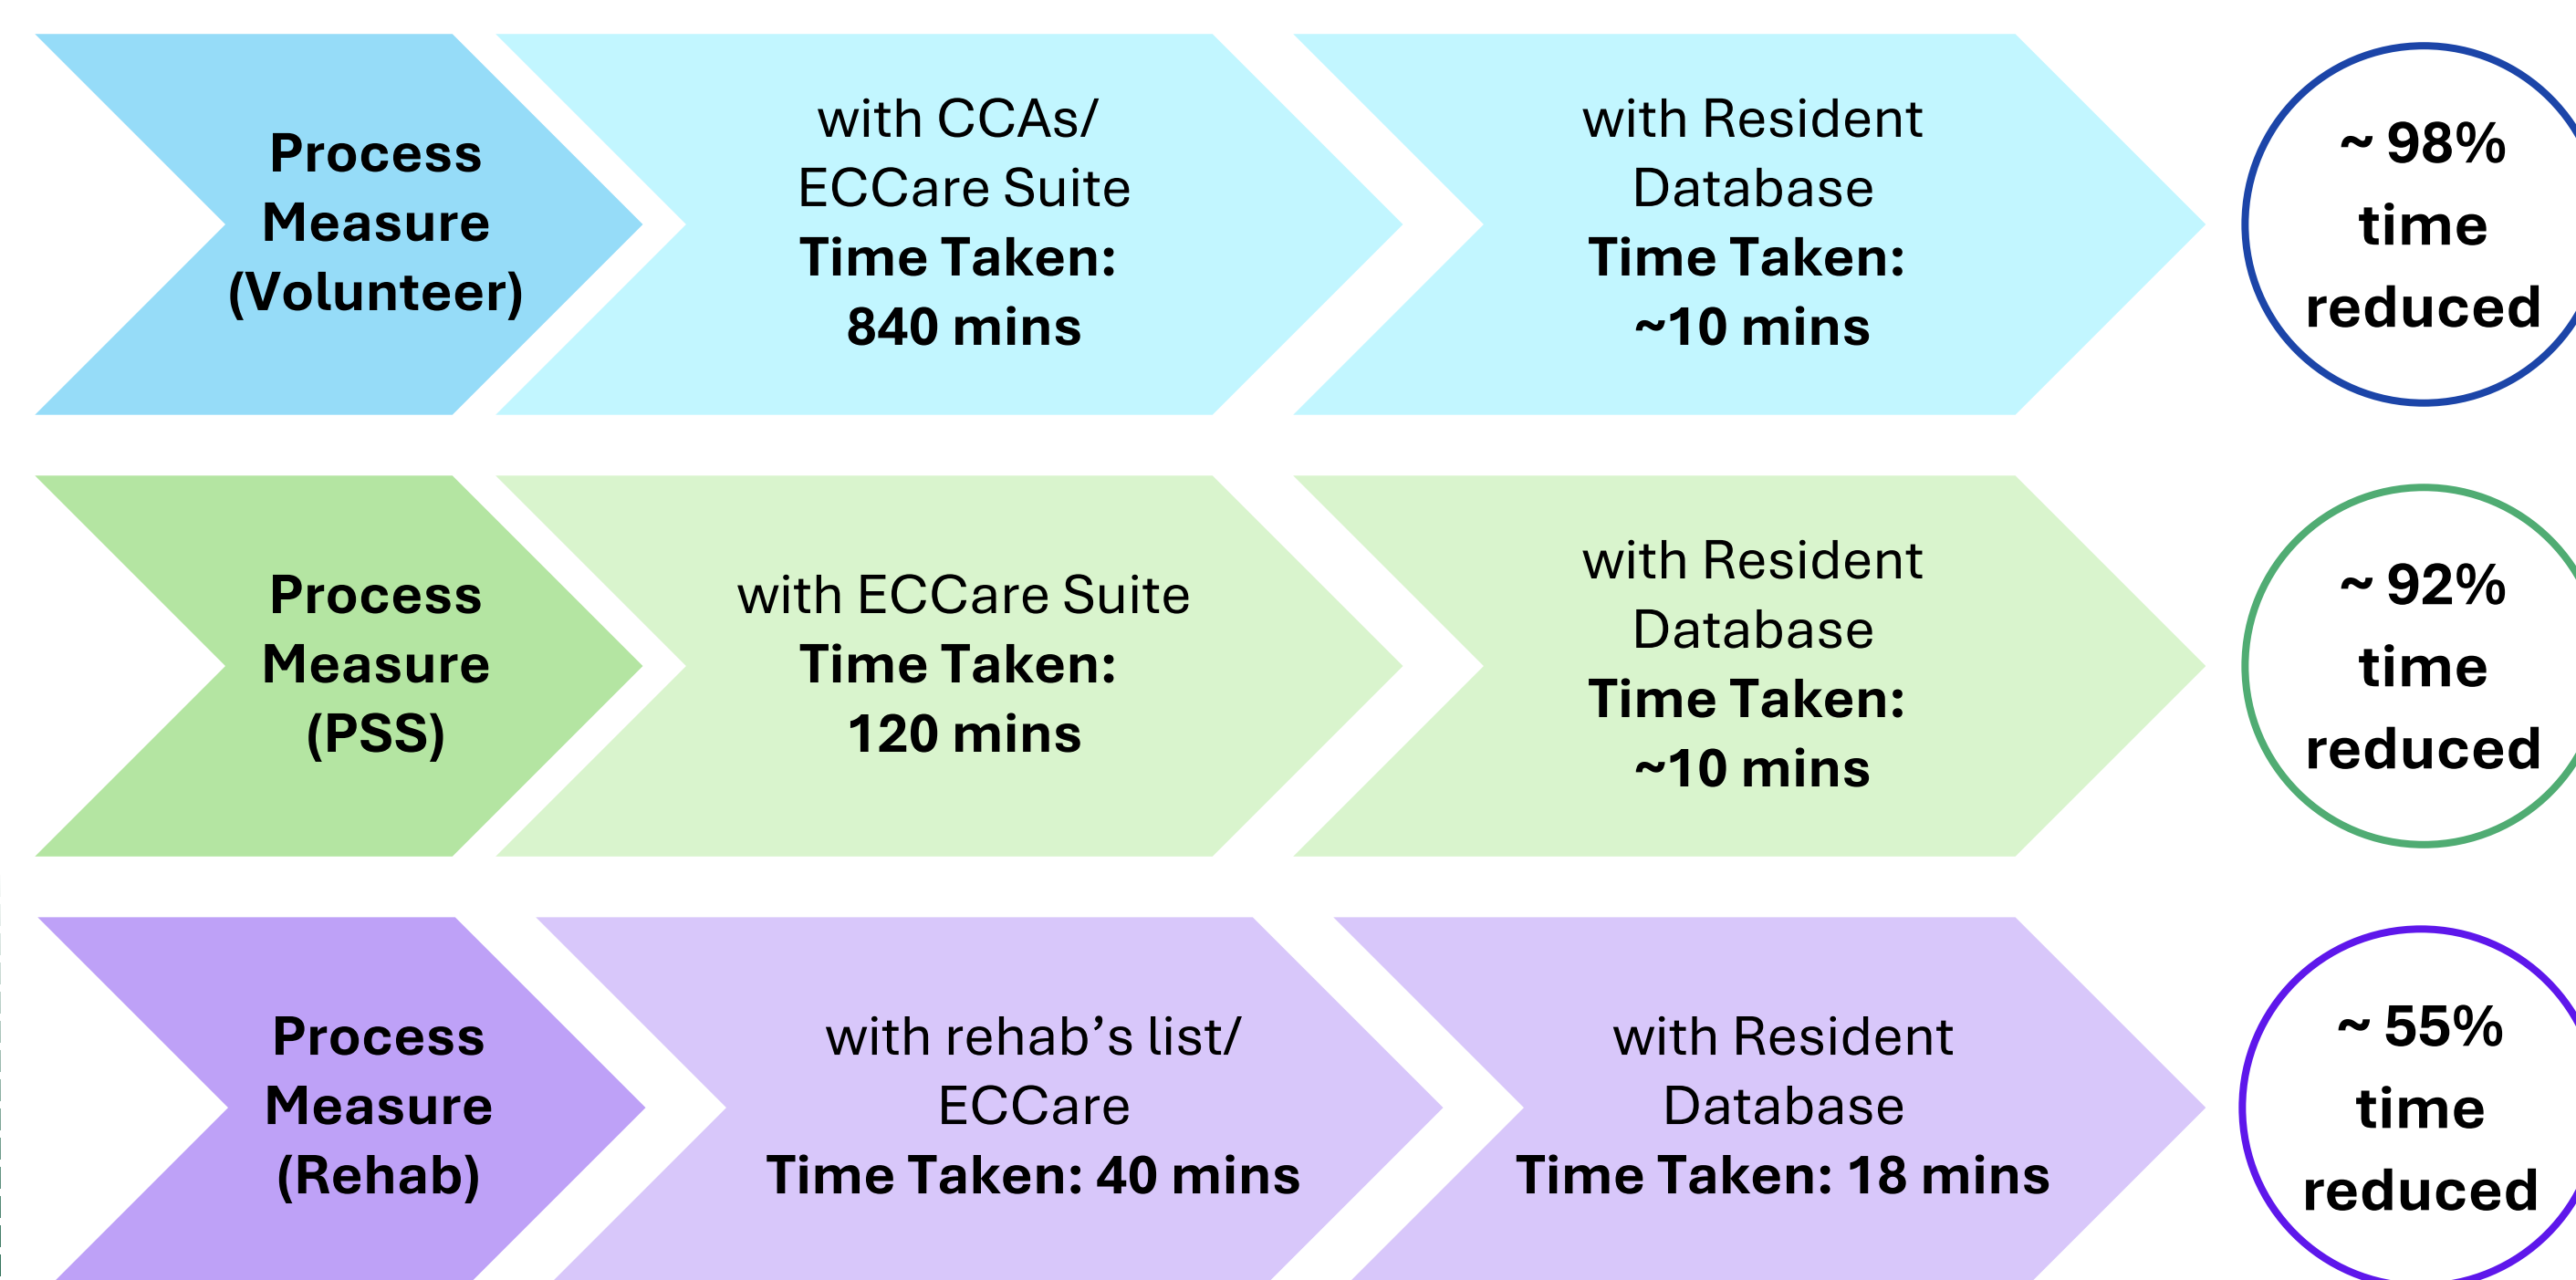 Process
Measure
(Volunteer)
with CCAs/
ECCare Suite
Time Taken:
840 mins
with Resident
Database
Time Taken:
~10 mins
~ 98%
time
reduced
Process
Measure
(PSS)
with ECCare Suite
Time Taken:
120 mins
with Resident
Database
Time Taken:
~10 mins
~ 92%
time
reduced
Process
Measure
(Rehab)
with rehab’s list/
ECCare
Time Taken: 40 mins
with Resident
Database
Time Taken: 18 mins
~ 55%
time
reduced